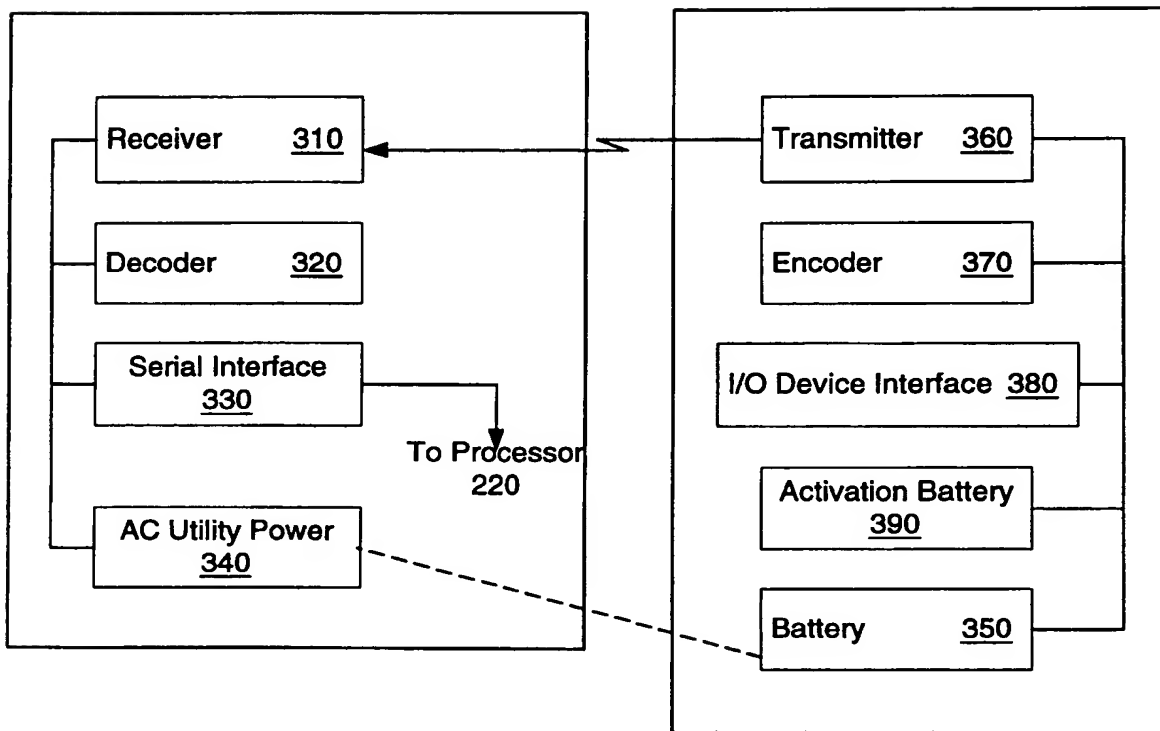 Receiver 310
Decoder 320
Serial Interface
330
To Processor
220
AC Utility Power
340
Transmitter 360
Encoder 370
I/O Device Interface 380
Activation Battery
390
Battery 350